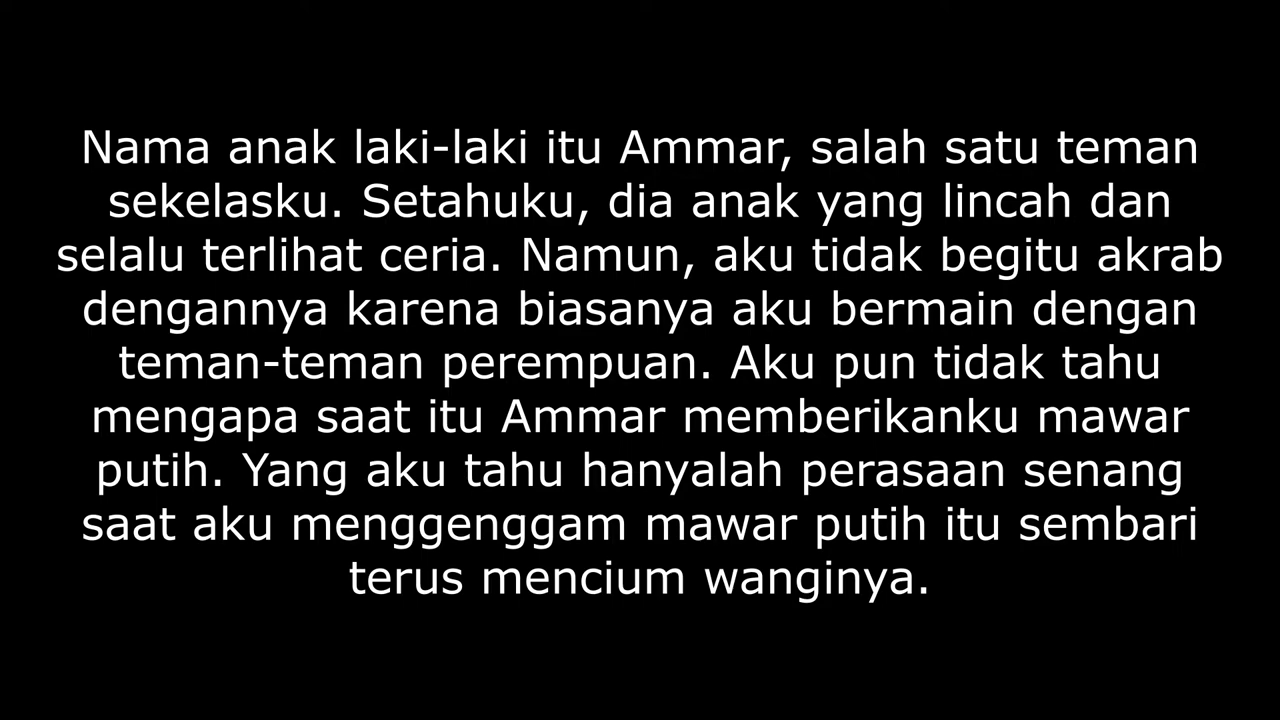 Nama anak laki-laki itu Ammar, salah satu teman
sekelasku. Setahuku, dia anak yang lincah dan
selalu terlihat ceria. Namun, aku tidak begitu akrab
dengannya karena biasanya aku bermain dengan
teman-teman perempuan. Aku pun tidak tahu
mengapa saat itu Ammar memberikanku mawar
putih. Yang aku tahu hanyalah perasaan senang
saat aku menggenggam mawar putih itu sembari
terus mencium wanginya.